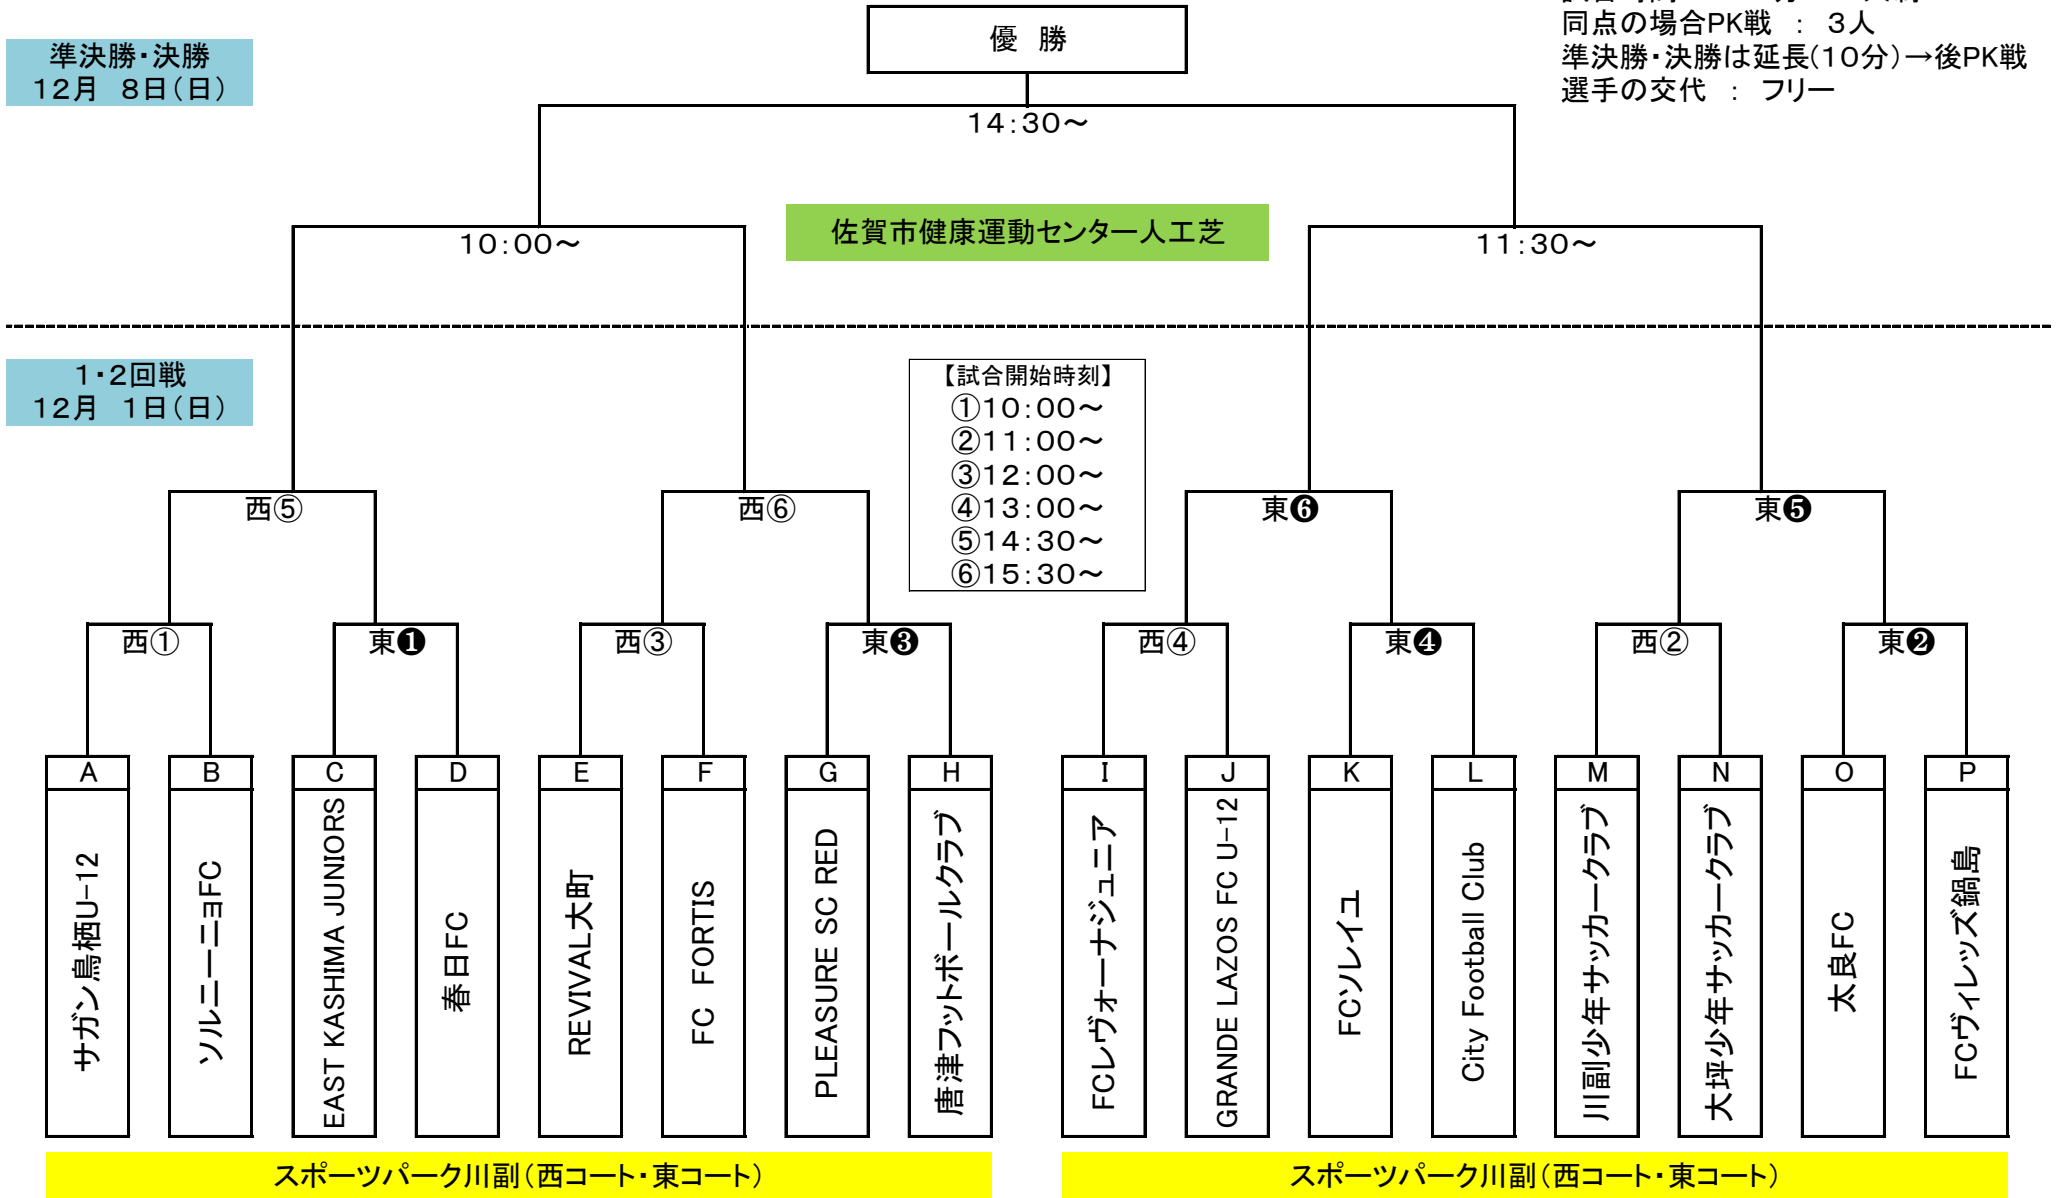 同点の場合PK戦 ： 3人
準決勝・決勝は延長(10分)→後PK戦
選手の交代 ： フリー
優 勝
準決勝・決勝
12月 8日(日)
14:30～
佐賀市健康運動センター人工芝
10:00～
11:30～
1・2回戦
12月 1日(日)
【試合開始時刻】
①10:00～
②11:00～
③12:00～
④13:00～
⑤14:30～
⑥15:30～
西⑤
西⑥
東❻
東❺
西①
東❶
西③
東❸
西④
東❹
西②
東❷
A
B
C
D
E
F
G
H
I
J
K
L
M
N
O
P
サガン鳥栖U-12
ソルニーニョFC
EAST KASHIMA JUNIORS
春日FC
REVIVAL大町
FC FORTIS
PLEASURE SC RED
唐津フットボールクラブ
FCレヴォーナジュニア
GRANDE LAZOS FC U-12
FCソレイユ
City Football Club
川副少年サッカークラブ
大坪少年サッカークラブ
太良FC
FCヴィレッズ鍋島
スポーツパーク川副(西コート・東コート)
スポーツパーク川副(西コート・東コート)